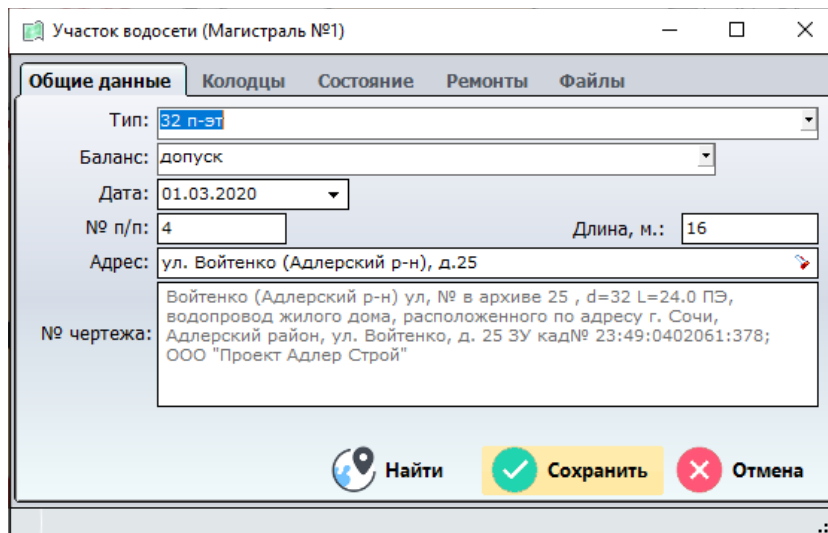 Участок водосети (Магистраль №1)
Общие данные Колодцы Состояние Ремонты Файлы
Тип: 32 п-эт
Баланс: допуск
Дата: 01.03.2020
№ п/п: 4 Длина, м.: 16
Адрес: ул. Войтенко (Адлерский р-н), д.25
Войтенко (Адлерский р-н) ул, № в архиве 25 , d=32 L=24.0 ПЭ,
водопровод жилого дома, расположенного по адресу г. Сочи,
№ чертежа: Адлерский район, ул. Войтенко, д. 25 ЗУ кад№ 23:49:0402061:378;
ООО "Проект Адлер Строй"
Найти Сохранить Отмена